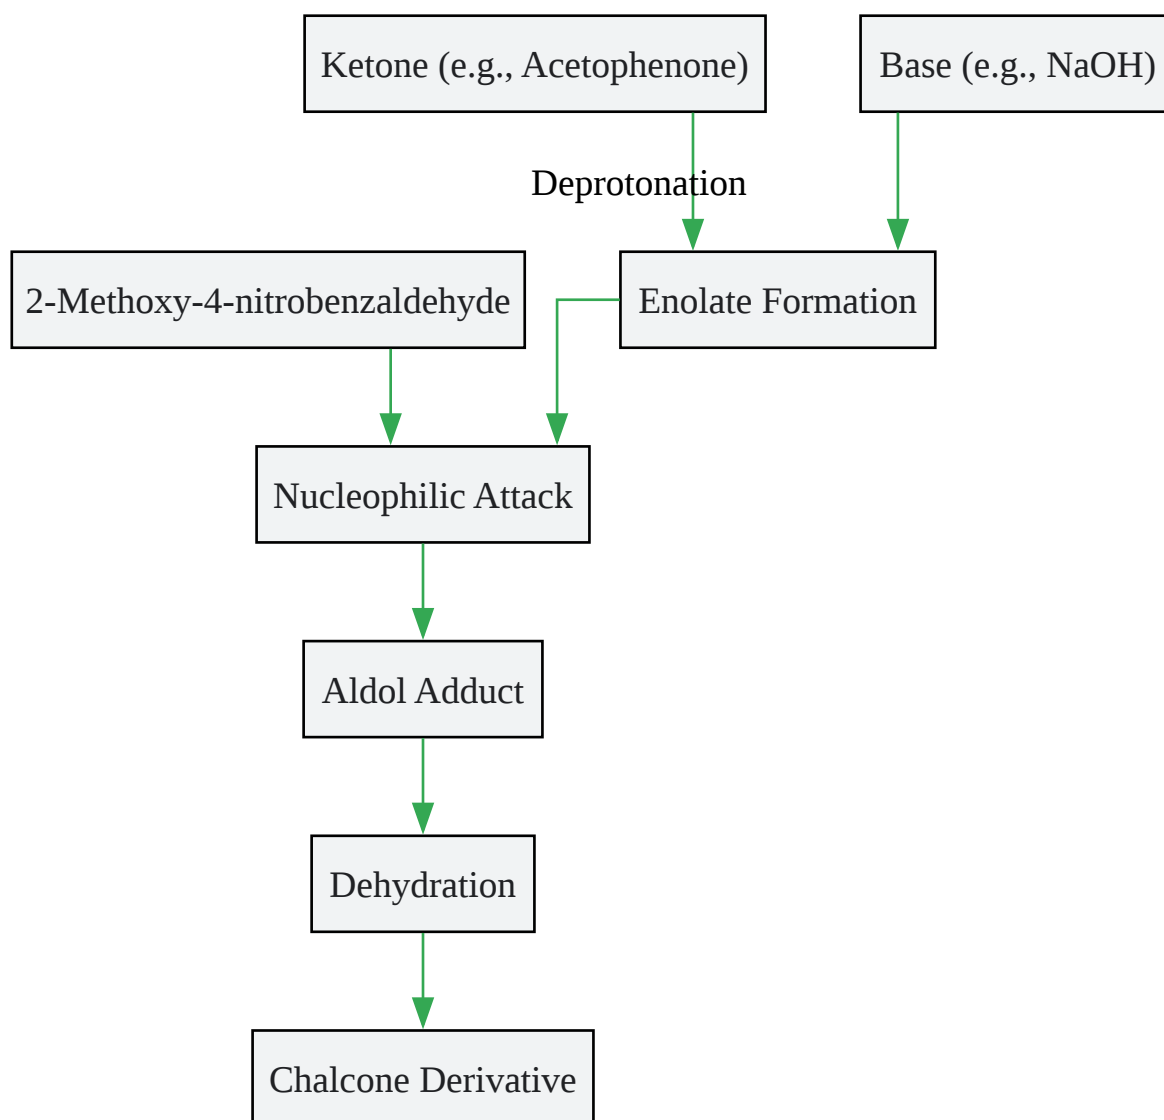 Ketone (e.g., Acetophenone)
Base (e.g., NaOH)
Deprotonation
2-Methoxy-4-nitrobenzaldehyde
Enolate Formation
Nucleophilic Attack
Aldol Adduct
Dehydration
Chalcone Derivative